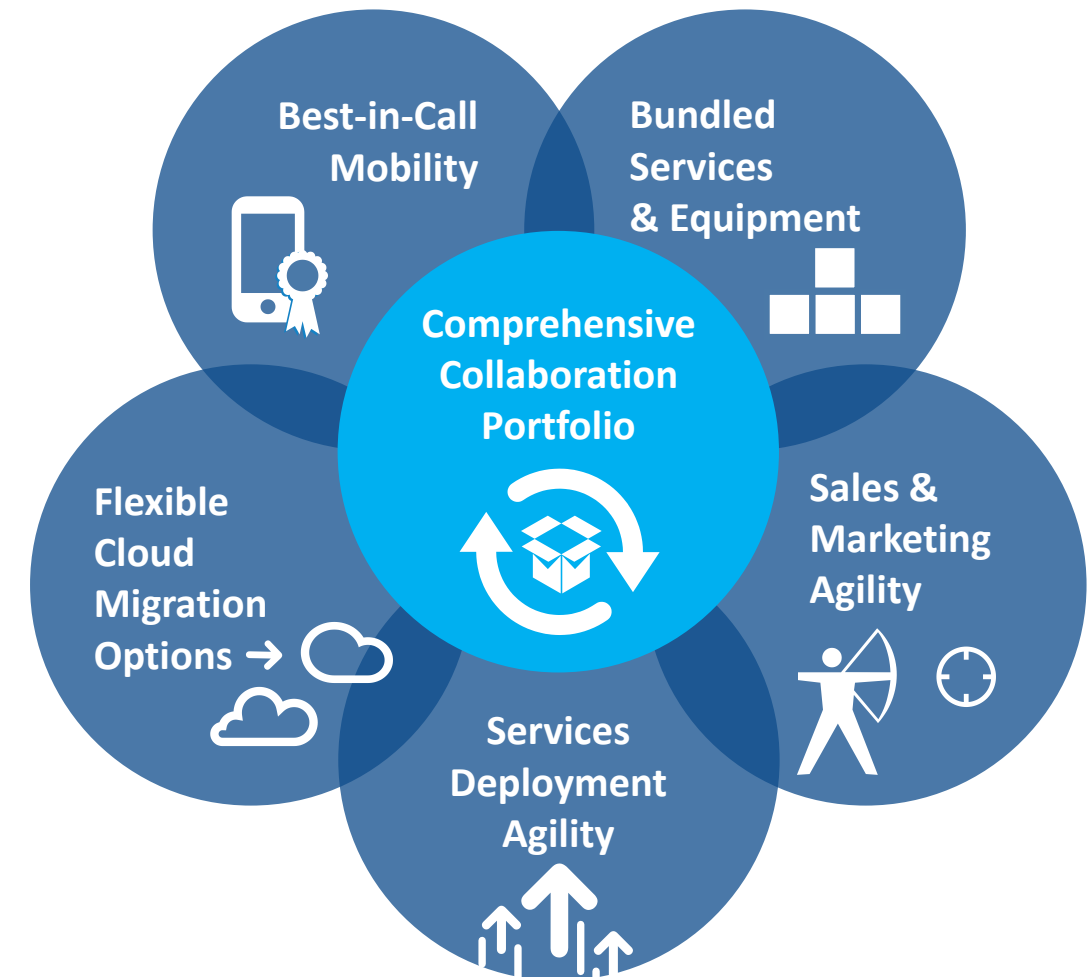 Best-in-Call
Mobility
Bundled
Services
& Equipment
Comprehensive
Collaboration
Portfolio
Flexible
Cloud
Migration
Options →
Sales &
Marketing
Agility
Services
Deployment
Agility